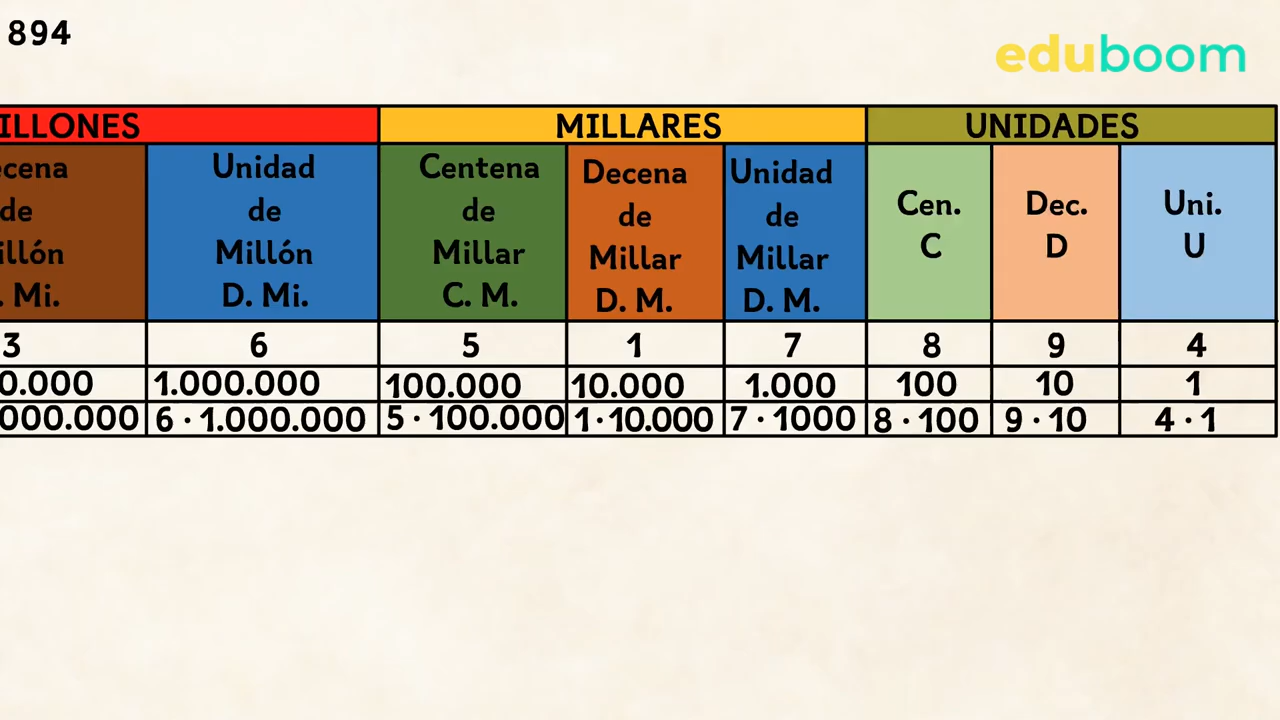 894
eduboom
ILLONES MILLARES UNIDADES
cena Unidad Centena Decena Unidad Cen. Dec. Uni.
de de de de de C D U
illón Millón Millar Millar Millar
. Mi. D. Mi. C. M. D. M. D. M.
3 6 5 1 7 8 9 4
0.000 1.000.000 100.000 10.000 1.000 100 10 1
000.000 6 · 1.000.000 5 · 100.000 1 · 10.000 7 · 1000 8 · 100 9 · 10 4 · 1